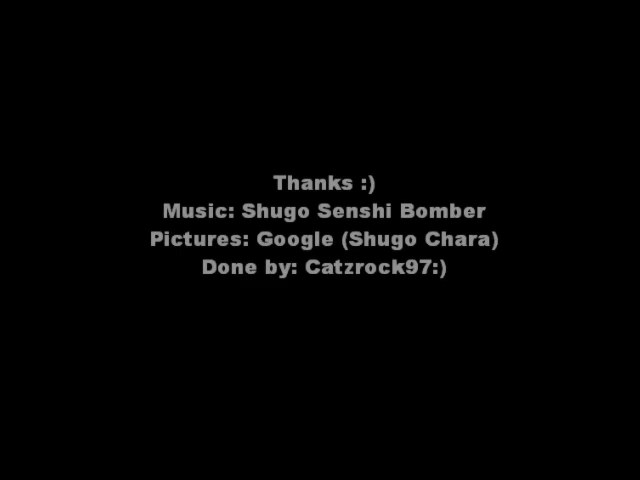 Thanks :)
Music: Shugo Senshi Bomber
Pictures: Google (Shugo Chara)
Done by: Catzrock97:)